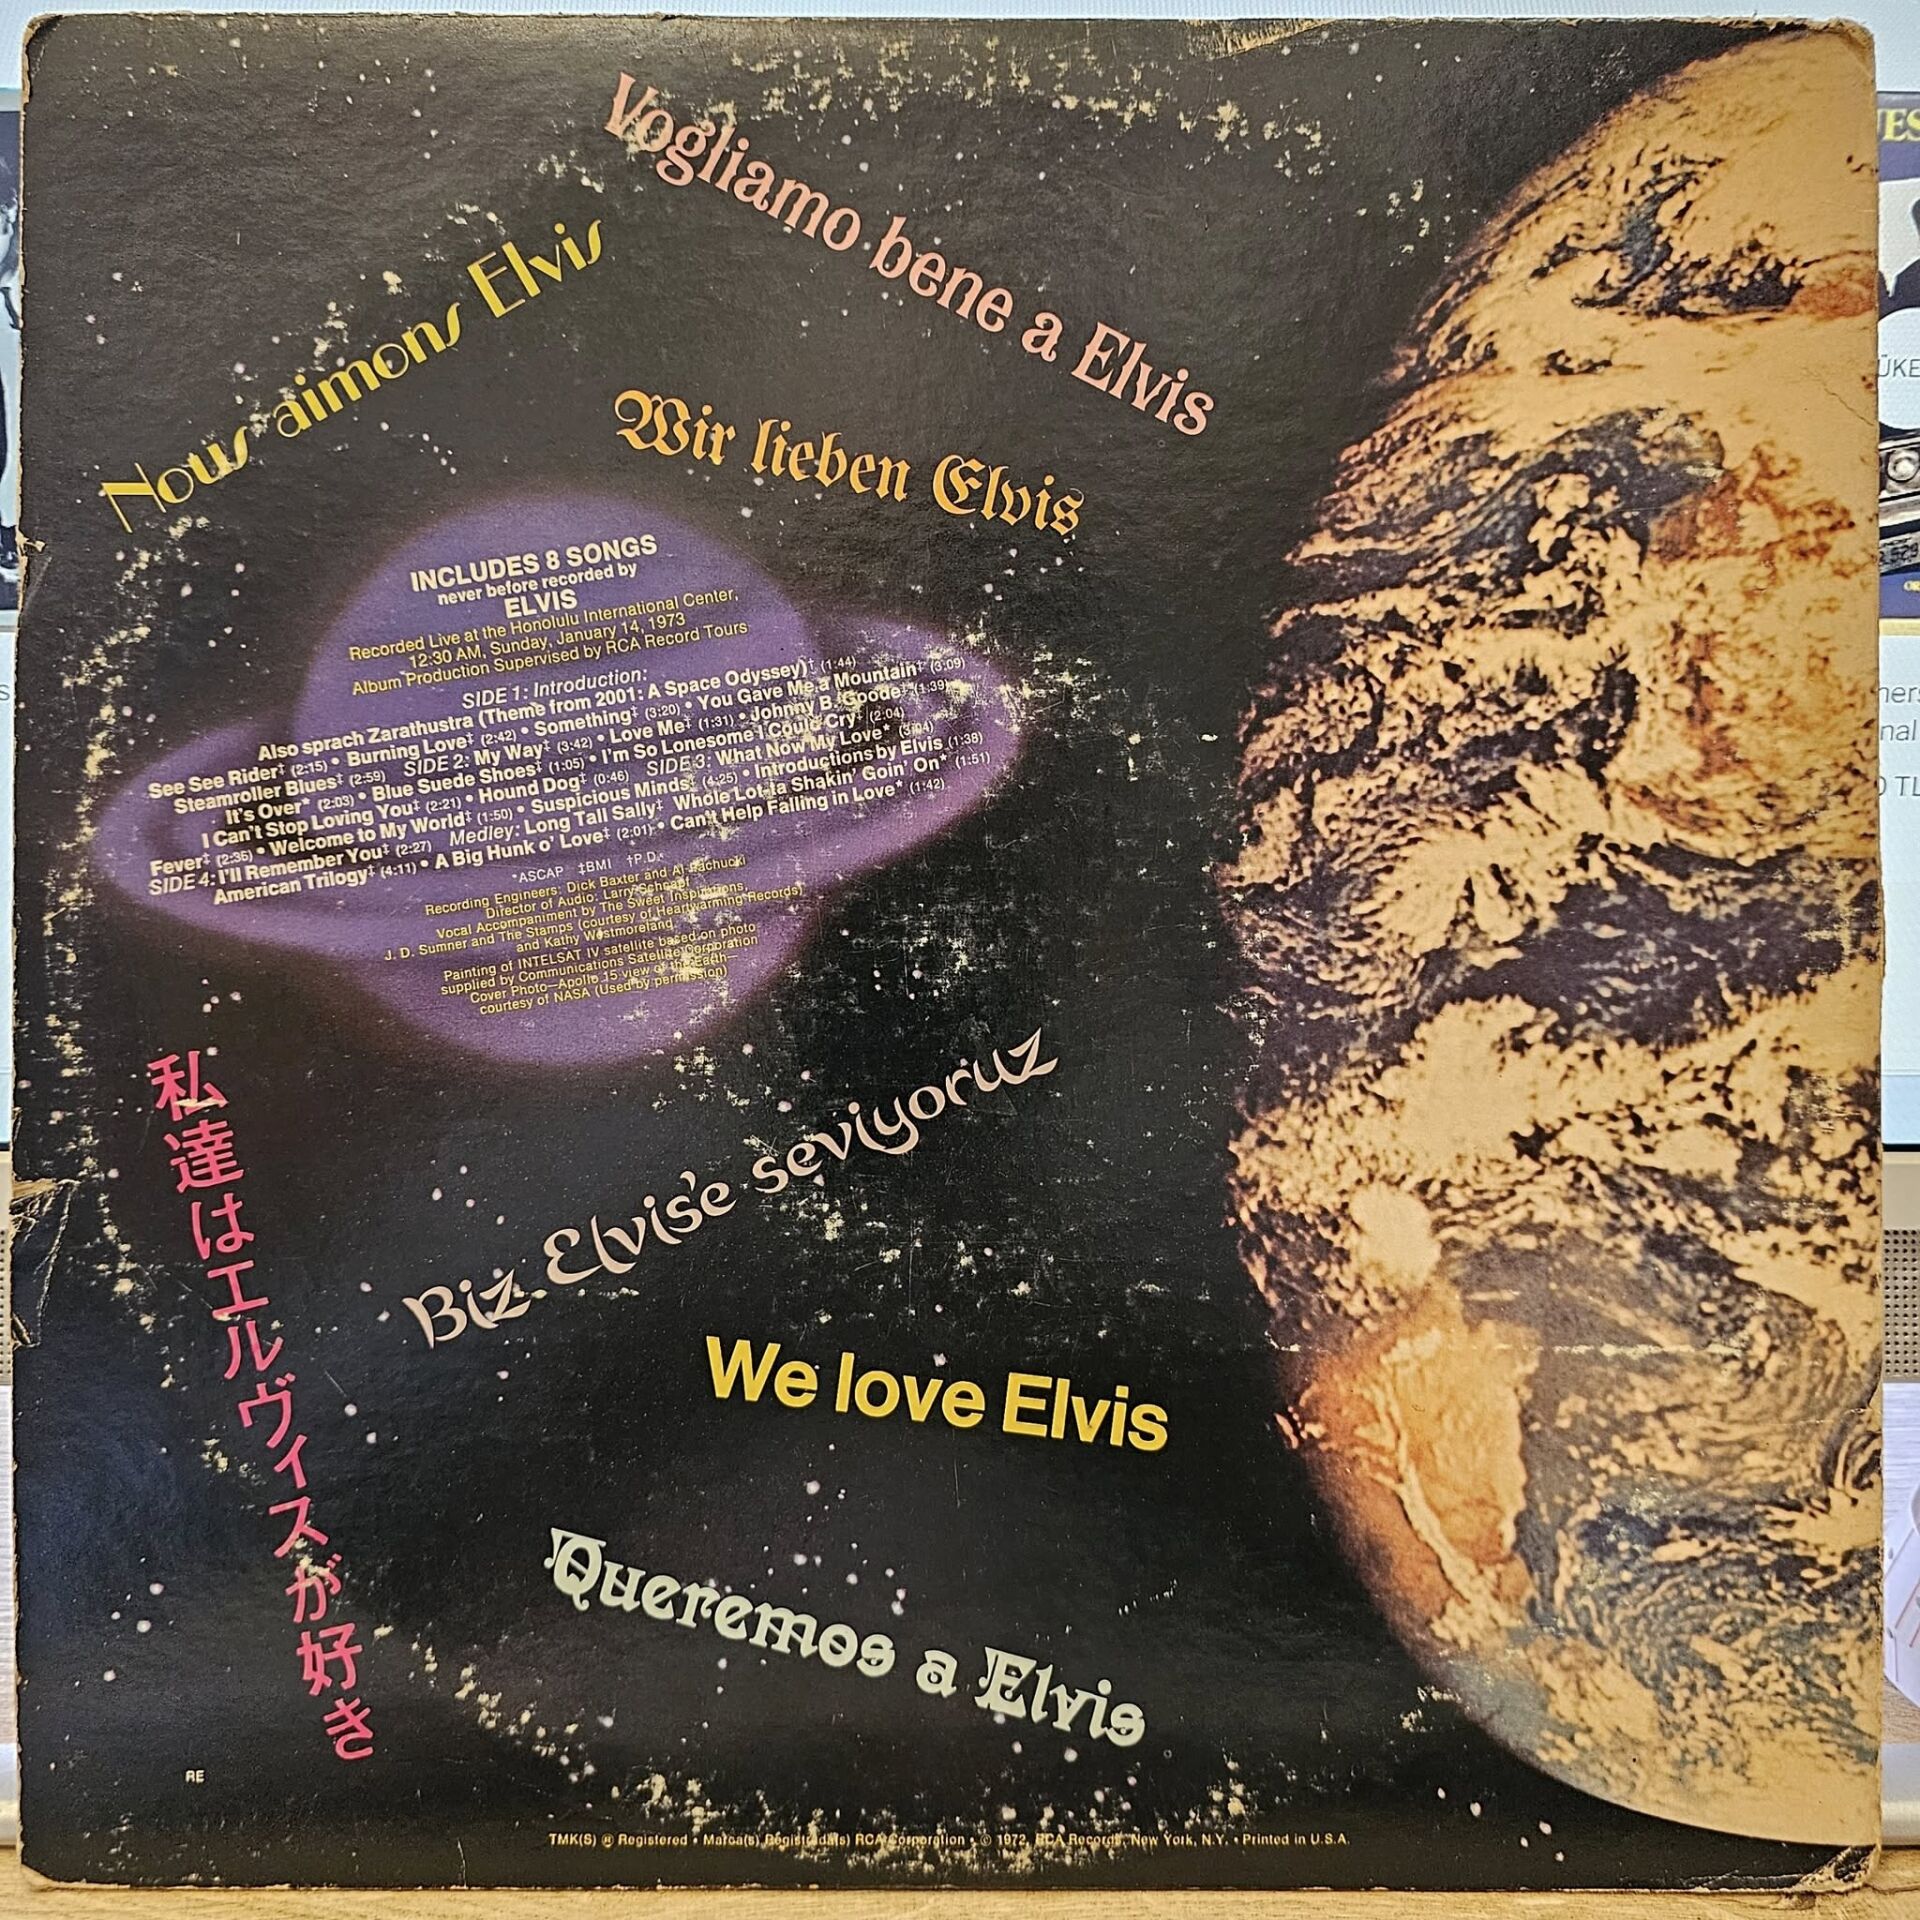 Vogliamo bene a Elvis
Nous aimons Elvis
Wir lieben Elvis
INCLUDES 8 SONGS
never before recorded by
ELVIS
Recorded Live at the Honolulu International Center,
12:30 AM, Sunday, January 14, 1973
Album Production Supervised by RCA Record Tours
SIDE 1: Introduction:
Also sprach Zarathustra (Theme from 2001: A Space Odyssey)† (1:44)
See See Rider‡ (2:15) • Burning Love‡ (2:42) • Something‡ (3:20) • You Gave Me a Mountain‡ (3:09)
Steamroller Blues‡ (2:59) SIDE 2: My Way‡ (3:42) • Love Me‡ (1:31) • Johnny B. Goode‡ (1:39)
It's Over* (2:03) • Blue Suede Shoes‡ (1:05) • I'm So Lonesome I Could Cry‡ (2:04)
I Can't Stop Loving You‡ (2:21) • Hound Dog‡ (0:46) SIDE 3: What Now My Love* (3:04)
Fever‡ (2:36) • Welcome to My World‡ (1:50) • Suspicious Minds‡ (4:25) • Introductions by Elvis (1:38)
SIDE 4: I'll Remember You‡ (2:27) Medley: Long Tall Sally‡ Whole Lot-ta Shakin' Goin' On* (1:51)
American Trilogy‡ (4:11) • A Big Hunk o' Love‡ (2:01) • Can't Help Falling in Love* (1:42)
*ASCAP ‡BMI †P.D.
Recording Engineers: Dick Baxter and Al Pachucki
Director of Audio: Larry Schnapf
Vocal Accompaniment by The Sweet Inspirations,
J. D. Sumner and The Stamps (courtesy of Heartwarming Records)
and Kathy Westmoreland
Painting of INTELSAT IV satellite based on photo
supplied by Communications Satellite Corporation
Cover Photo—Apollo 15 view of the Earth—
courtesy of NASA (Used by permission)
私達はエルヴィスが好き
Biz Elvis'e seviyoruz
We love Elvis
Queremos a Elvis
RE
TMK(S) ® Registered • Marca(s) Registrada(s) RCA Corporation • © 1972, RCA Records, New York, N.Y. • Printed in U.S.A.